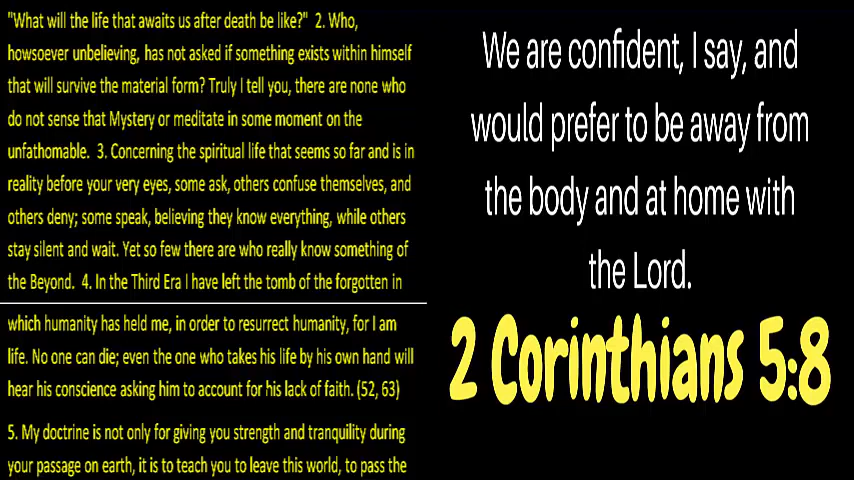 "What will the life that awaits us after death be like?" 2. Who,
howsoever unbelieving, has not asked if something exists within himself
that will survive the material form? Truly I tell you, there are none who
do not sense that Mystery or meditate in some moment on the
unfathomable. 3. Concerning the spiritual life that seems so far and is in
reality before your very eyes, some ask, others confuse themselves, and
others deny; some speak, believing they know everything, while others
stay silent and wait. Yet so few there are who really know something of
the Beyond. 4. In the Third Era I have left the tomb of the forgotten in
which humanity has held me, in order to resurrect humanity, for I am
life. No one can die; even the one who takes his life by his own hand will
hear his conscience asking him to account for his lack of faith. (52, 63)
5. My doctrine is not only for giving you strength and tranquility during
your passage on earth, it is to teach you to leave this world, to pass the
We are confident, I say, and
would prefer to be away from
the body and at home with
the Lord.
2 Corinthians 5:8